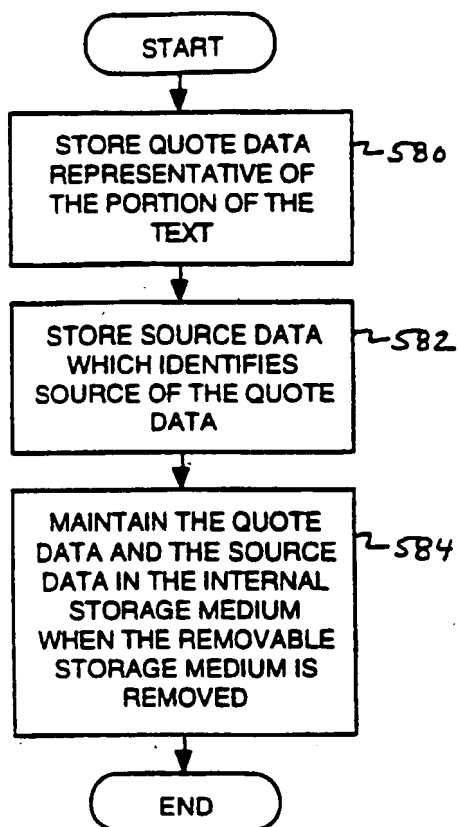 START
STORE QUOTE DATA
REPRESENTATIVE OF
THE PORTION OF THE
TEXT
580
STORE SOURCE DATA
WHICH IDENTIFIES
SOURCE OF THE QUOTE
DATA
582
MAINTAIN THE QUOTE
DATA AND THE SOURCE
DATA IN THE INTERNAL
STORAGE MEDIUM
WHEN THE REMOVABLE
STORAGE MEDIUM IS
REMOVED
584
END